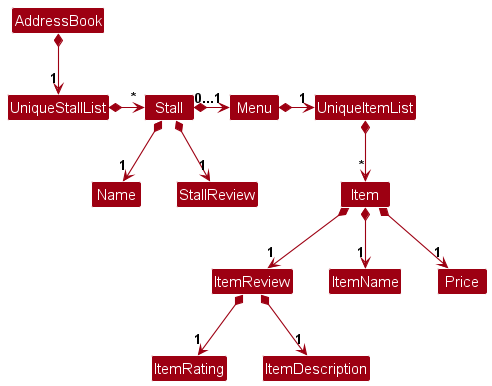 AddressBook
1
UniqueStallList
*
Stall
0...1
Menu
1
UniqueItemList
1
1
*
Name
StallReview
Item
1
1
1
ItemReview
ItemName
Price
1
1
ItemRating
ItemDescription